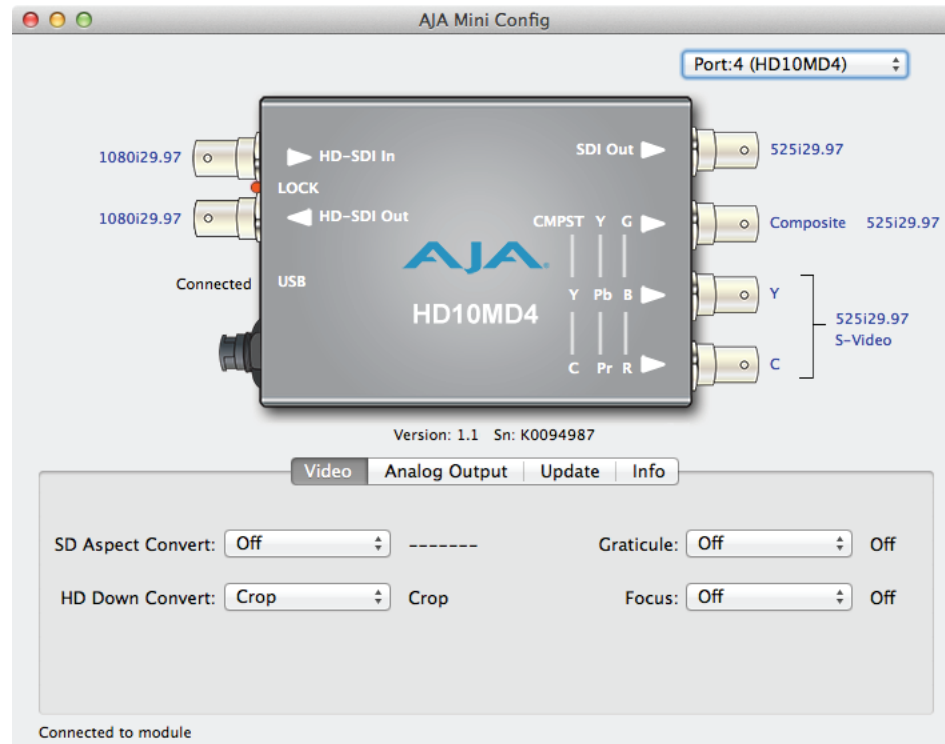 AJA Mini Config
Port:4 (HD10MD4)
1080i29.97
HD-SDI In
SDI Out
525i29.97
LOCK
1080i29.97
HD-SDI Out
CMPST Y G
Composite 525i29.97
AJA
Connected
USB
Y Pb B
Y
HD10MD4
525i29.97
S-Video
C Pr R
C
Version: 1.1 Sn: K0094987
Video Analog Output Update Info
SD Aspect Convert: Off -------
Graticule: Off Off
HD Down Convert: Crop Crop
Focus: Off Off
Connected to module